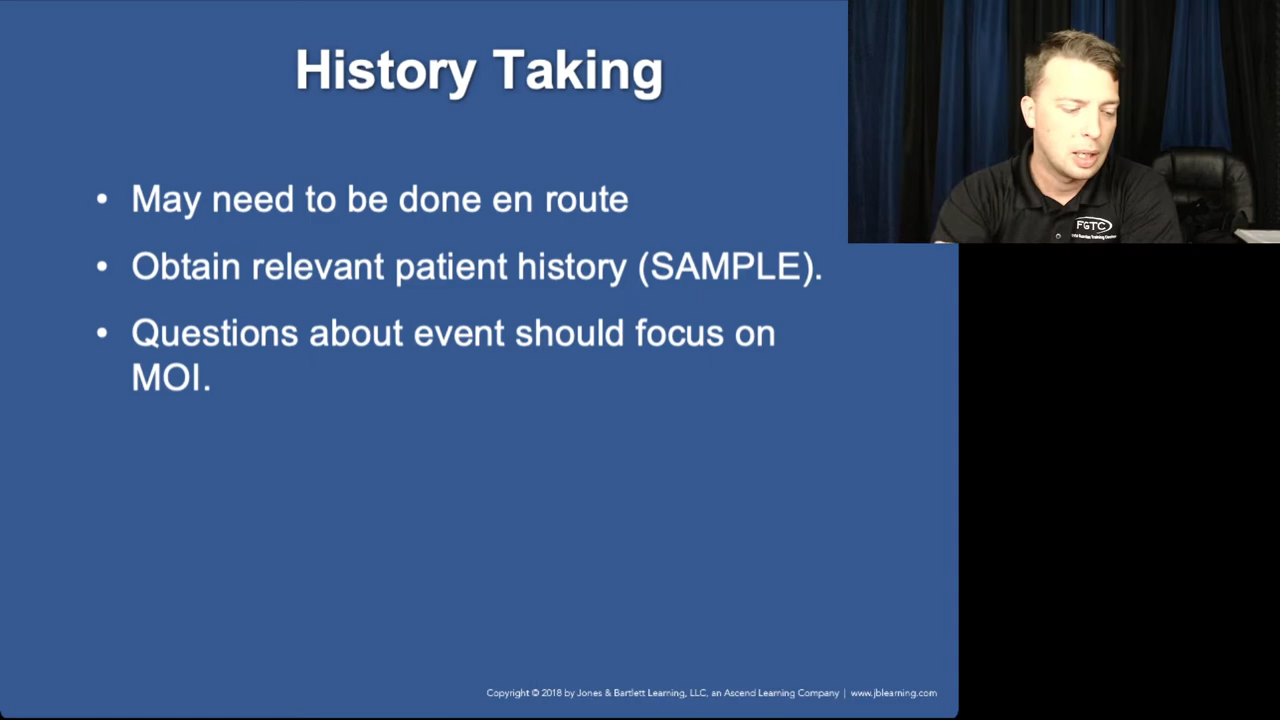 History Taking
• May need to be done en route
• Obtain relevant patient history (SAMPLE).
• Questions about event should focus on
MOI.
FGTC
Copyright © 2018 by Jones & Bartlett Learning, LLC, an Ascend Learning Company | www.jblearning.com